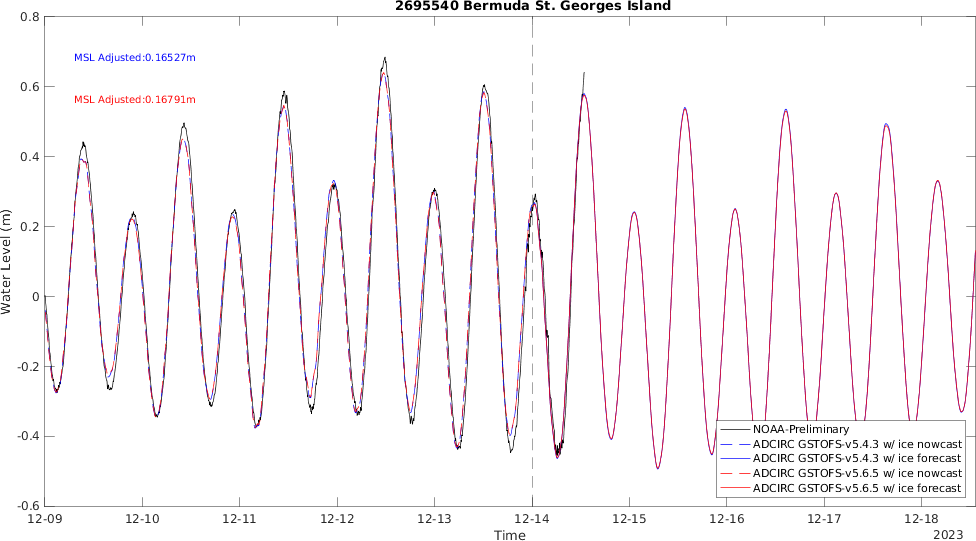 2695540 Bermuda St. Georges Island
0.8
0.6
0.4
0.2
0
-0.2
-0.4
-0.6
Water Level (m)
MSL Adjusted:0.16527m
MSL Adjusted:0.16791m
NOAA-Preliminary
ADCIRC GSTOFS-v5.4.3 w/ ice nowcast
ADCIRC GSTOFS-v5.4.3 w/ ice forecast
ADCIRC GSTOFS-v5.6.5 w/ ice nowcast
ADCIRC GSTOFS-v5.6.5 w/ ice forecast
12-09 12-10 12-11 12-12 12-13 12-14 12-15 12-16 12-17 12-18
Time
2023